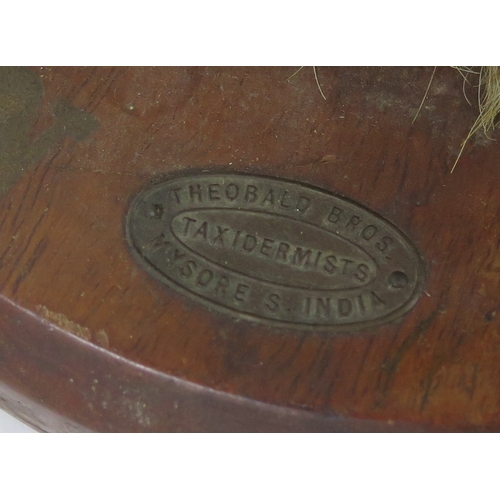 THEOBALD BROS.
TAXIDERMISTS
MYSORE S. INDIA